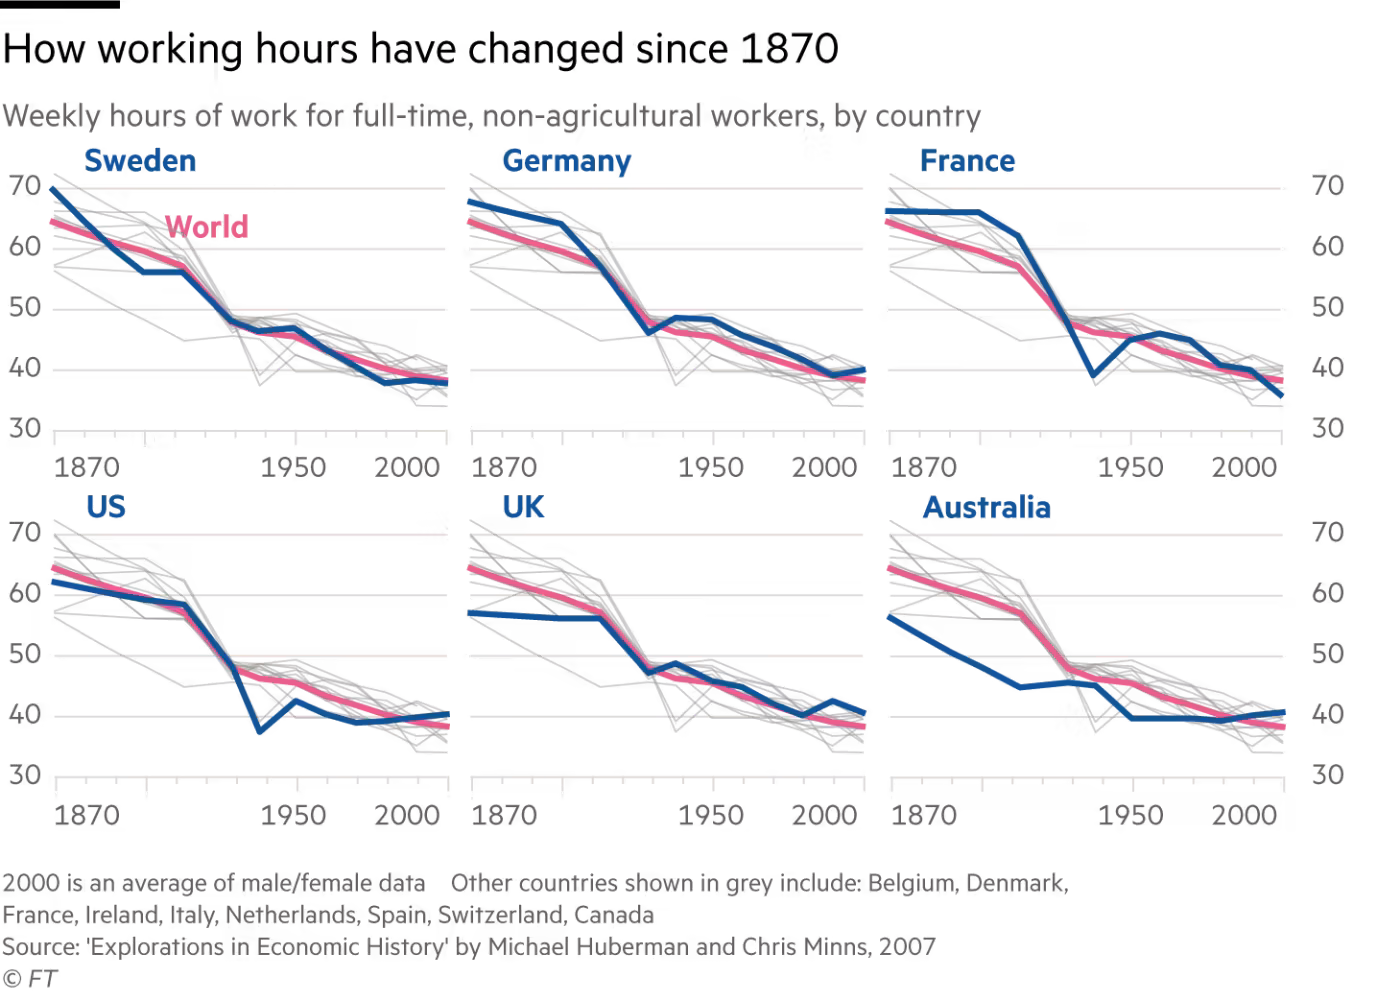 How working hours have changed since 1870
Weekly hours of work for full-time, non-agricultural workers, by country
Sweden
Germany
France
70
World
70
60
60
50
50
40
40
30
30
1870 1950 2000
1870 1950 2000
1870 1950 2000
US
UK
Australia
70
70
60
60
50
50
40
40
30
30
1870 1950 2000
1870 1950 2000
1870 1950 2000
2000 is an average of male/female data Other countries shown in grey include: Belgium, Denmark,
France, Ireland, Italy, Netherlands, Spain, Switzerland, Canada
Source: 'Explorations in Economic History' by Michael Huberman and Chris Minns, 2007
© FT